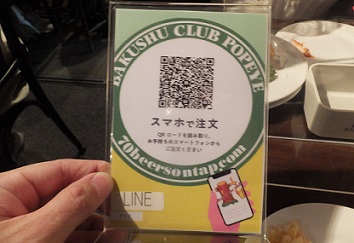 BAKUSHU CLUB POPEYE
スマホで注文
QRコードを読み取り、
お手持ちのスマートフォンから
ご注文ください
70beersontap.com
LINE